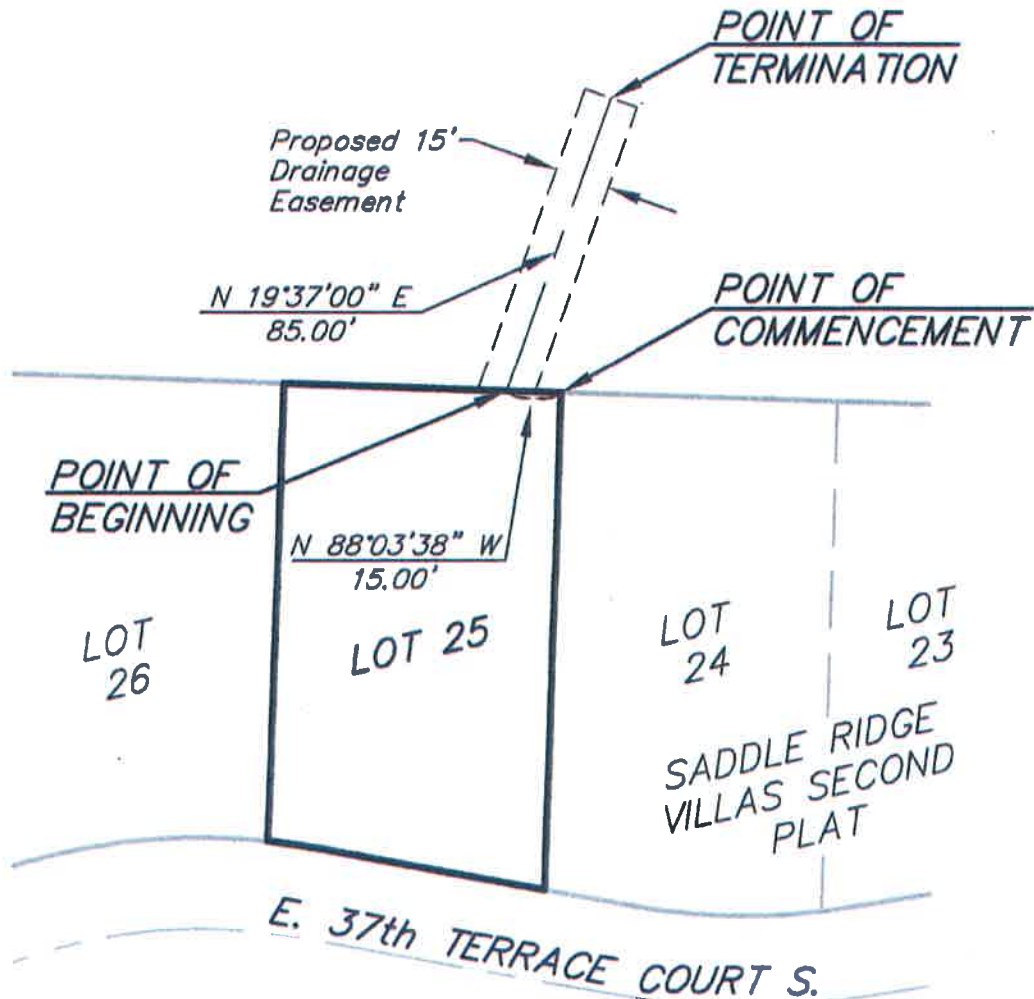 POINT OF
TERMINATION
Proposed 15'
Drainage
Easement
N 19°37'00" E
85.00'
POINT OF
COMMENCEMENT
POINT OF
BEGINNING
N 88°03'38" W
15.00'
LOT
26
LOT 25
LOT
24
LOT
23
SADDLE RIDGE
VILLAS SECOND
PLAT
E. 37th TERRACE COURT S.